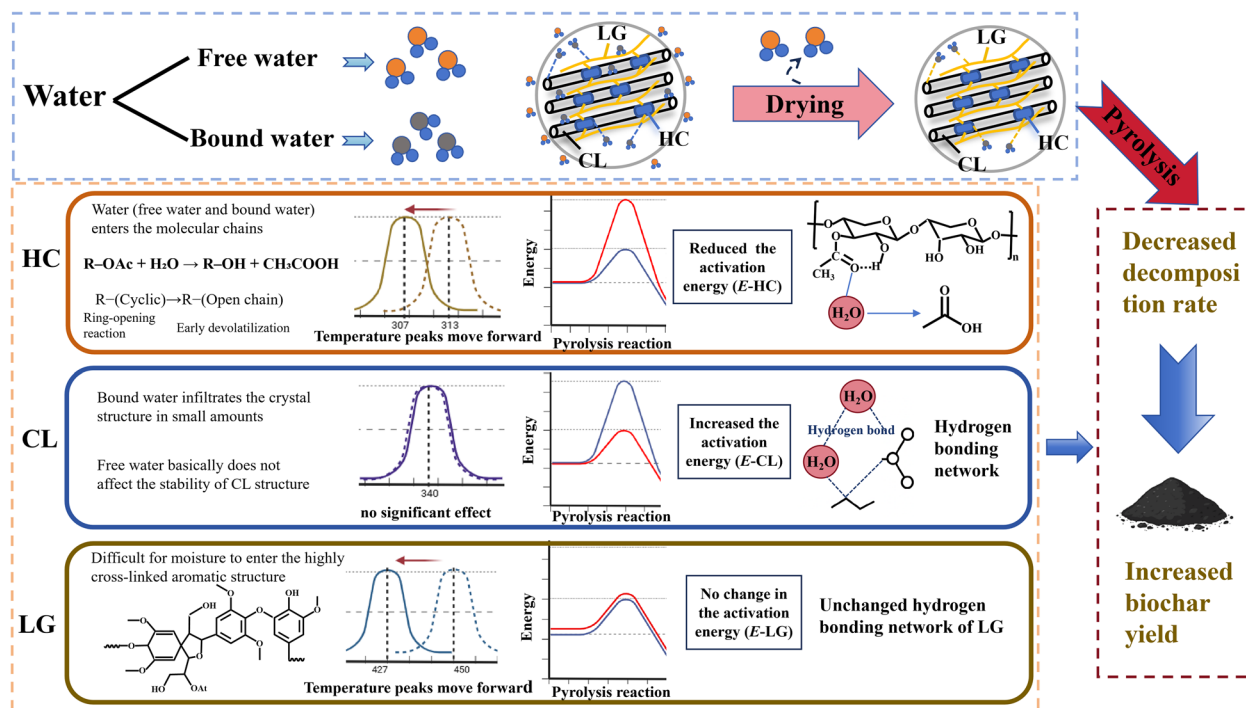 Water
Free water
Bound water
LG
HC
CL
Drying
LG
HC
CL
Pyrolysis
HC
Water (free water and bound water)
enters the molecular chains
R–OAc + H₂O → R–OH + CH₃COOH
R−(Cyclic)→R−(Open chain)
Ring-opening
reaction
Early devolatilization
307
313
Temperature peaks move forward
Energy
Pyrolysis reaction
Reduced the
activation
energy (E-HC)
O
O
O
O
O
n
O
HO
OH
CH₃
O
H
H₂O
O
OH
CL
Bound water infiltrates the crystal
structure in small amounts
Free water basically does not
affect the stability of CL structure
340
no significant effect
Energy
Pyrolysis reaction
Increased the
activation
energy (E-CL)
H₂O
Hydrogen bond
H₂O
Hydrogen
bonding
network
LG
Difficult for moisture to enter the highly
cross-linked aromatic structure
OH
OH
O
O
O
O
O
O
O
O
HO
OAt
427
450
Temperature peaks move forward
Energy
Pyrolysis reaction
No change in
the activation
energy (E-LG)
Unchanged hydrogen
bonding network of LG
Decreased
decomposi
tion rate
Increased
biochar
yield